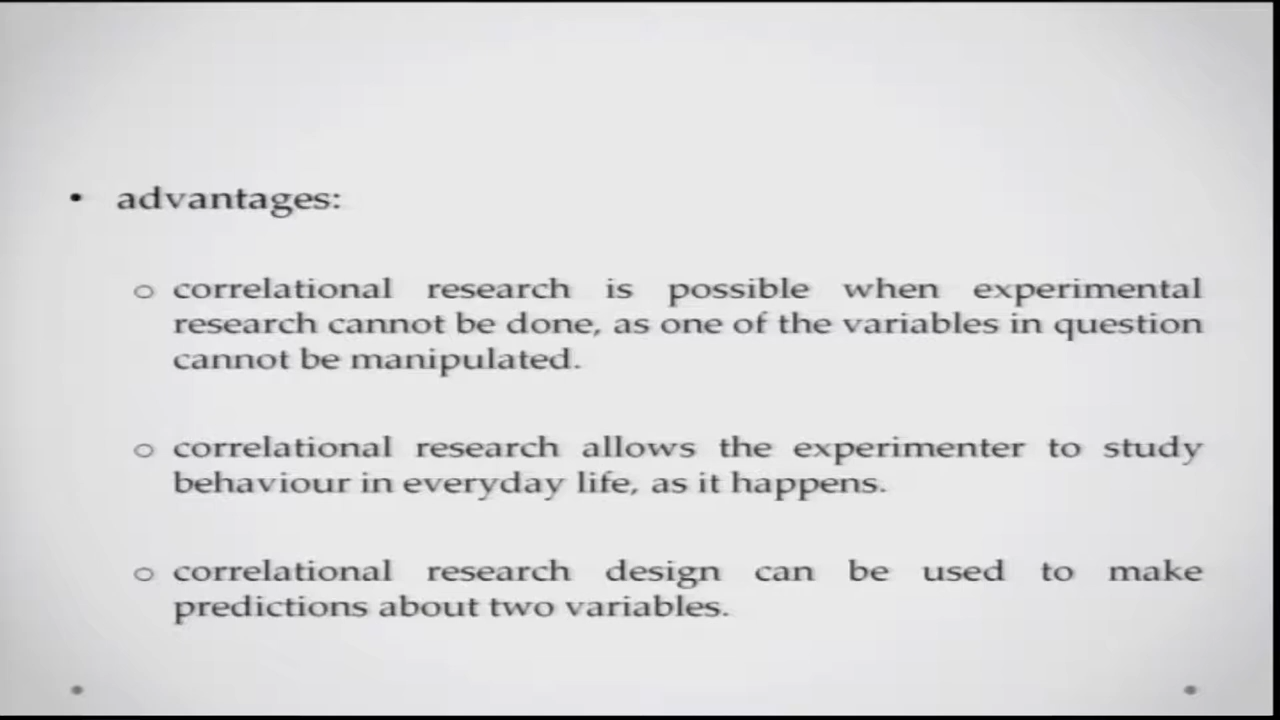 • advantages:
o correlational research is possible when experimental
research cannot be done, as one of the variables in question
cannot be manipulated.
o correlational research allows the experimenter to study
behaviour in everyday life, as it happens.
o correlational research design can be used to make
predictions about two variables.